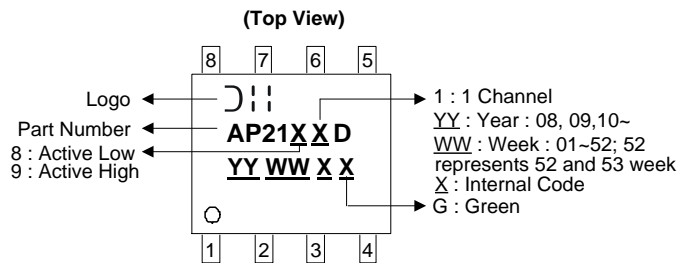 (Top View)
8 7 6 5
Logo
Part Number
8 : Active Low
9 : Active High
AP21X X D
YY WW X X
1 : 1 Channel
YY : Year : 08, 09,10~
WW : Week : 01~52; 52
represents 52 and 53 week
X : Internal Code
G : Green
1 2 3 4